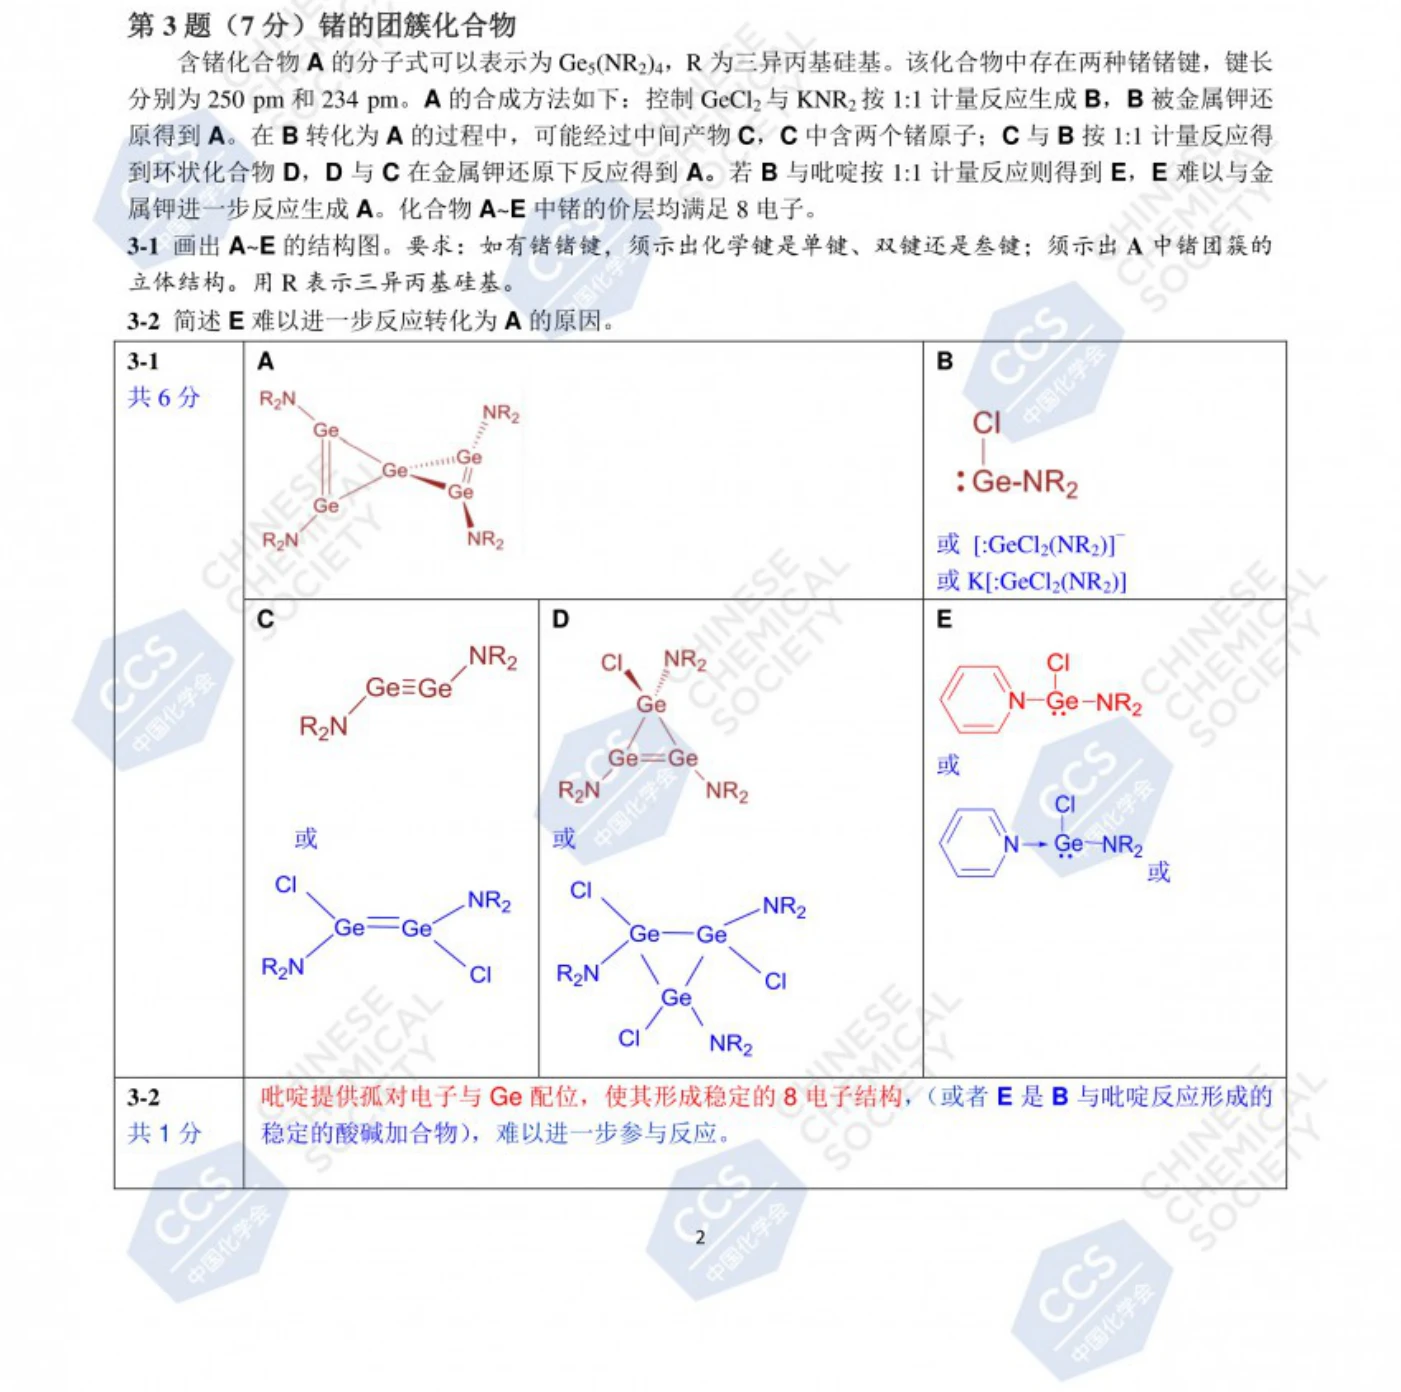 第 3 题（7 分）锗的团簇化合物
含锗化合物 A 的分子式可以表示为 Ge₅(NR₂)₄，R 为三异丙基硅基。该化合物中存在两种锗锗键，键长
分别为 250 pm 和 234 pm。A 的合成方法如下：控制 GeCl₂ 与 KNR₂ 按 1:1 计量反应生成 B，B 被金属钾还
原得到 A。在 B 转化为 A 的过程中，可能经过中间产物 C，C 中含两个锗原子；C 与 B 按 1:1 计量反应得
到环状化合物 D，D 与 C 在金属钾还原下反应得到 A。若 B 与吡啶按 1:1 计量反应则得到 E，E 难以与金
属钾进一步反应生成 A。化合物 A~E 中锗的价层均满足 8 电子。
3-1 画出 A~E 的结构图。要求：如有锗锗键，须示出化学键是单键、双键还是叁键；须示出 A 中锗团簇的
立体结构。用 R 表示三异丙基硅基。
3-2 简述 E 难以进一步反应转化为 A 的原因。
3-1
共 6 分
A
R₂N
NR₂
Ge
Ge
Ge
Ge
Ge
R₂N
NR₂
B
Cl
:Ge-NR₂
或 [:GeCl₂(NR₂)]⁻
或 K[:GeCl₂(NR₂)]
C
NR₂
Ge≡Ge
R₂N
或
Cl
NR₂
Ge
Ge
R₂N
Cl
D
Cl
NR₂
Ge
Ge
Ge
R₂N
NR₂
或
Cl
NR₂
Ge
Ge
R₂N
Cl
Ge
Cl
NR₂
E
Cl
N
Ge
NR₂
或
Cl
N
Ge
NR₂
或
3-2
共 1 分
吡啶提供孤对电子与 Ge 配位，使其形成稳定的 8 电子结构，（或者 E 是 B 与吡啶反应形成的
稳定的酸碱加合物），难以进一步参与反应。
2
CCS
中国化学会
CHINESE
CHEMICAL
SOCIETY